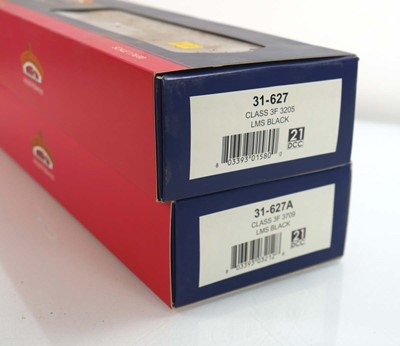 31-627
CLASS 3F 3205
LMS BLACK
21
DCC
31-627A
CLASS 3F 3709
LMS BLACK
21
DCC